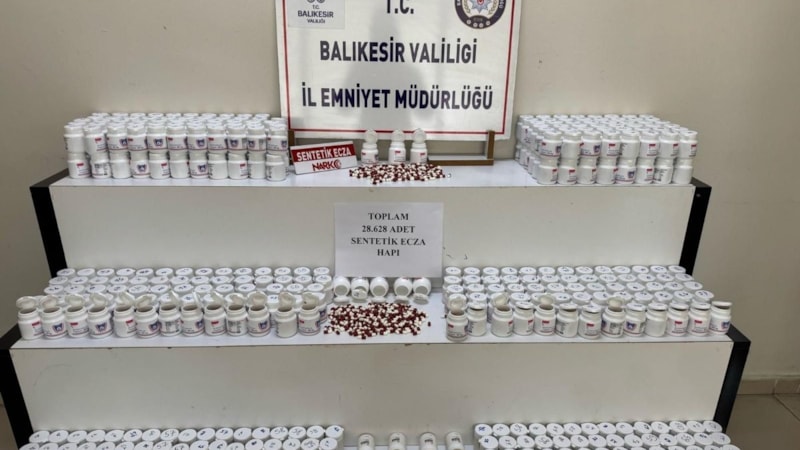 T.C.
BALIKESİR
VALİLİĞİ
T.C.
BALIKESİR VALİLİĞİ
İL EMNİYET MÜDÜRLÜĞÜ
SENTETİK ECZA
NARKO
TOPLAM
28.628 ADET
SENTETİK ECZA
HAPI